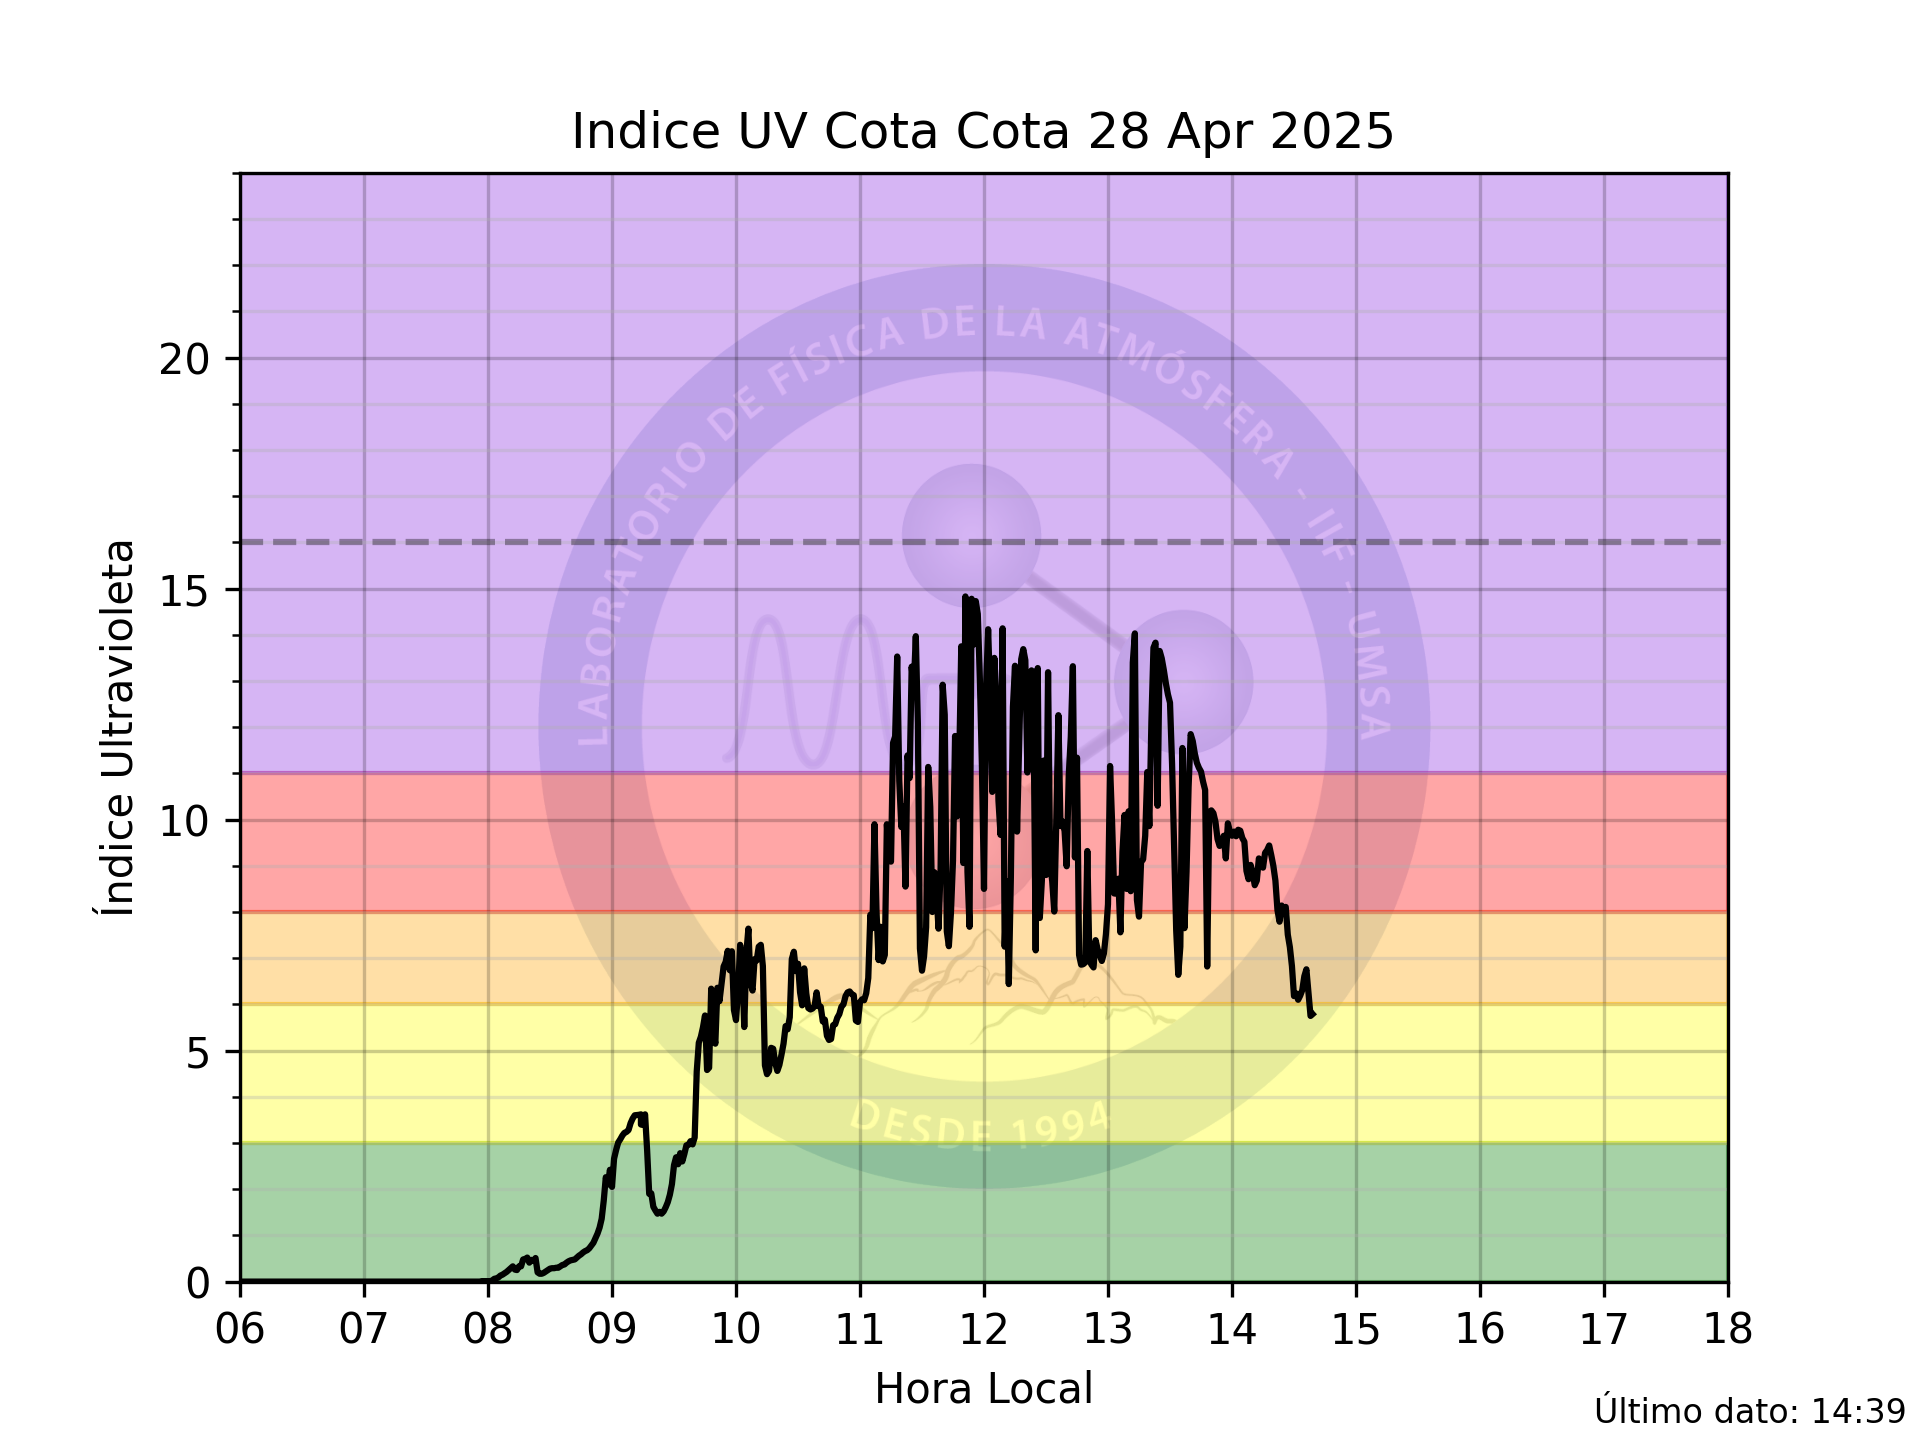 Indice UV Cota Cota 28 Apr 2025
LABORATORIO DE FÍSICA DE LA ATMÓSFERA - IIF - UMSA
DESDE 1994
Índice Ultravioleta
20
15
10
5
0
06 07 08 09 10 11 12 13 14 15 16 17 18
Hora Local
Último dato: 14:39